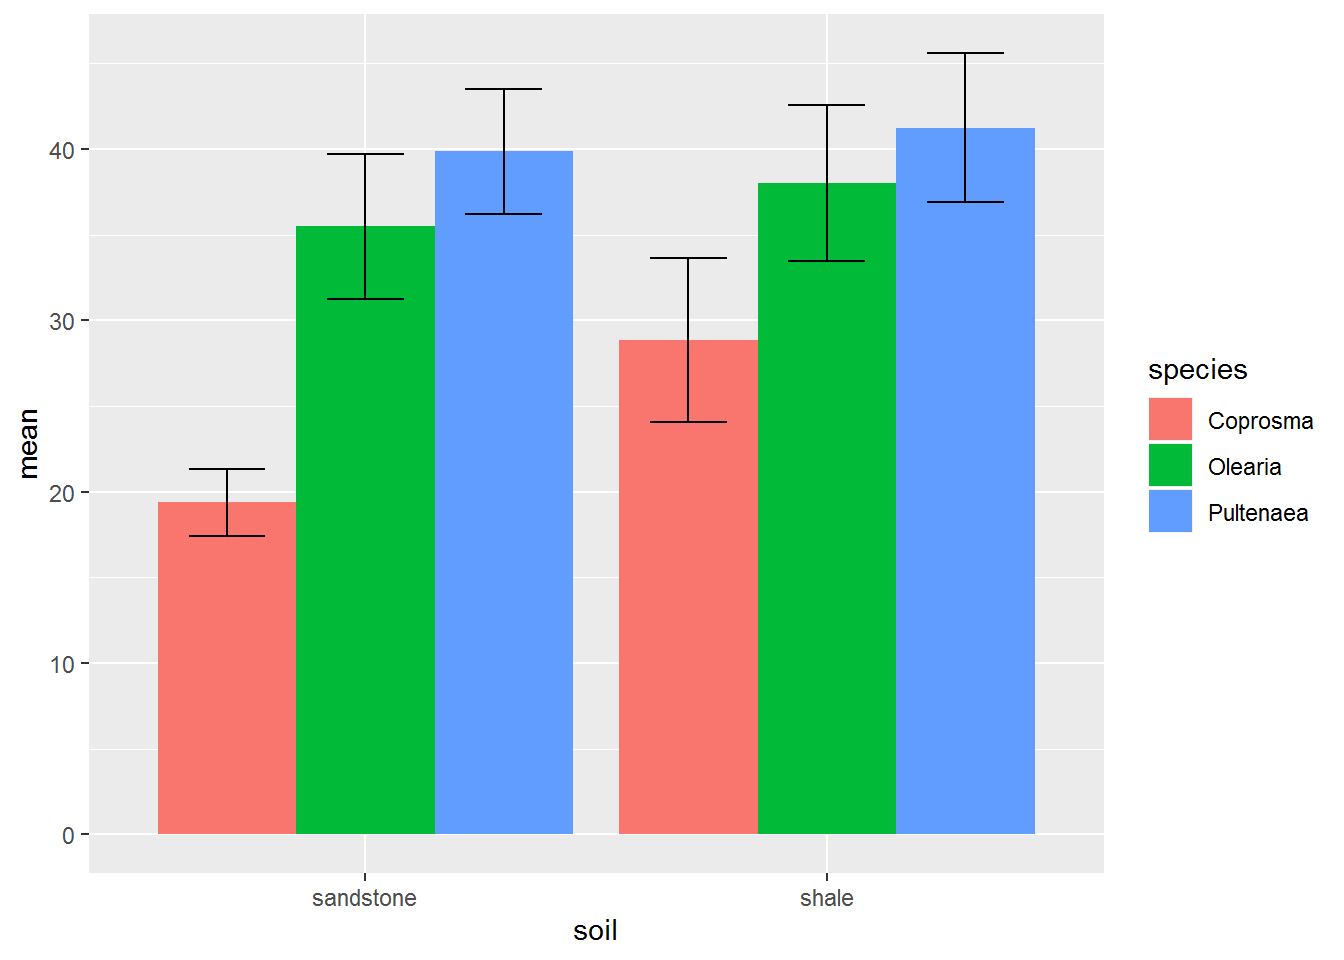 mean
40
30
20
10
0
sandstone
shale
soil
species
Coprosma
Olearia
Pultenaea